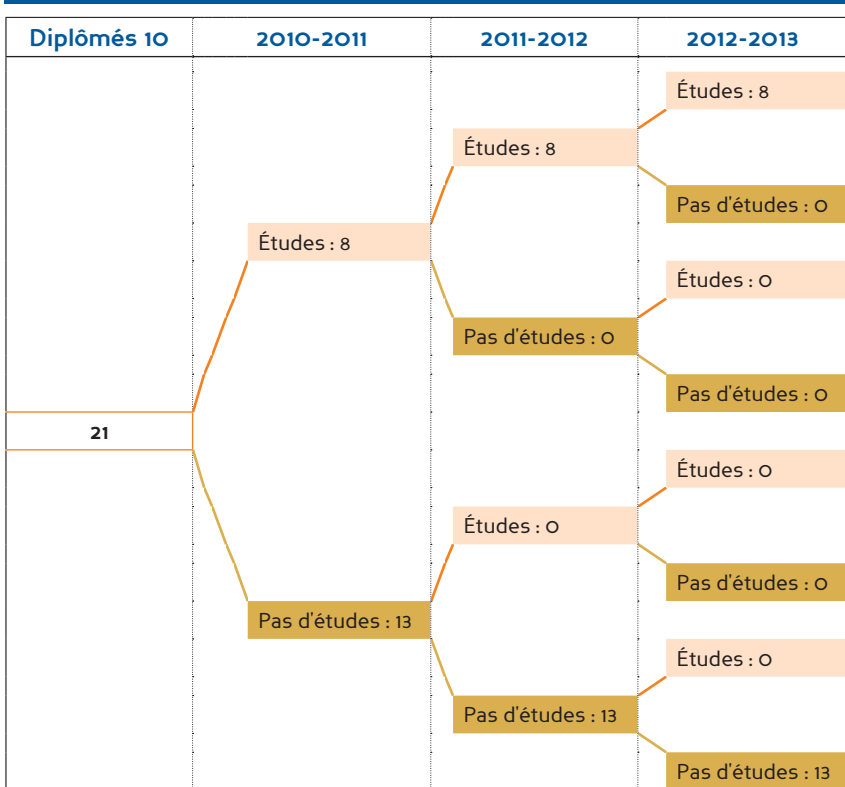 Diplômés 10 2010-2011 2011-2012 2012-2013
Études : 8
Études : 8
Pas d'études : 0
Études : 8
Études : 0
Pas d'études : 0
Pas d'études : 0
21
Études : 0
Études : 0
Pas d'études : 0
Pas d'études : 13
Études : 0
Pas d'études : 13
Pas d'études : 13